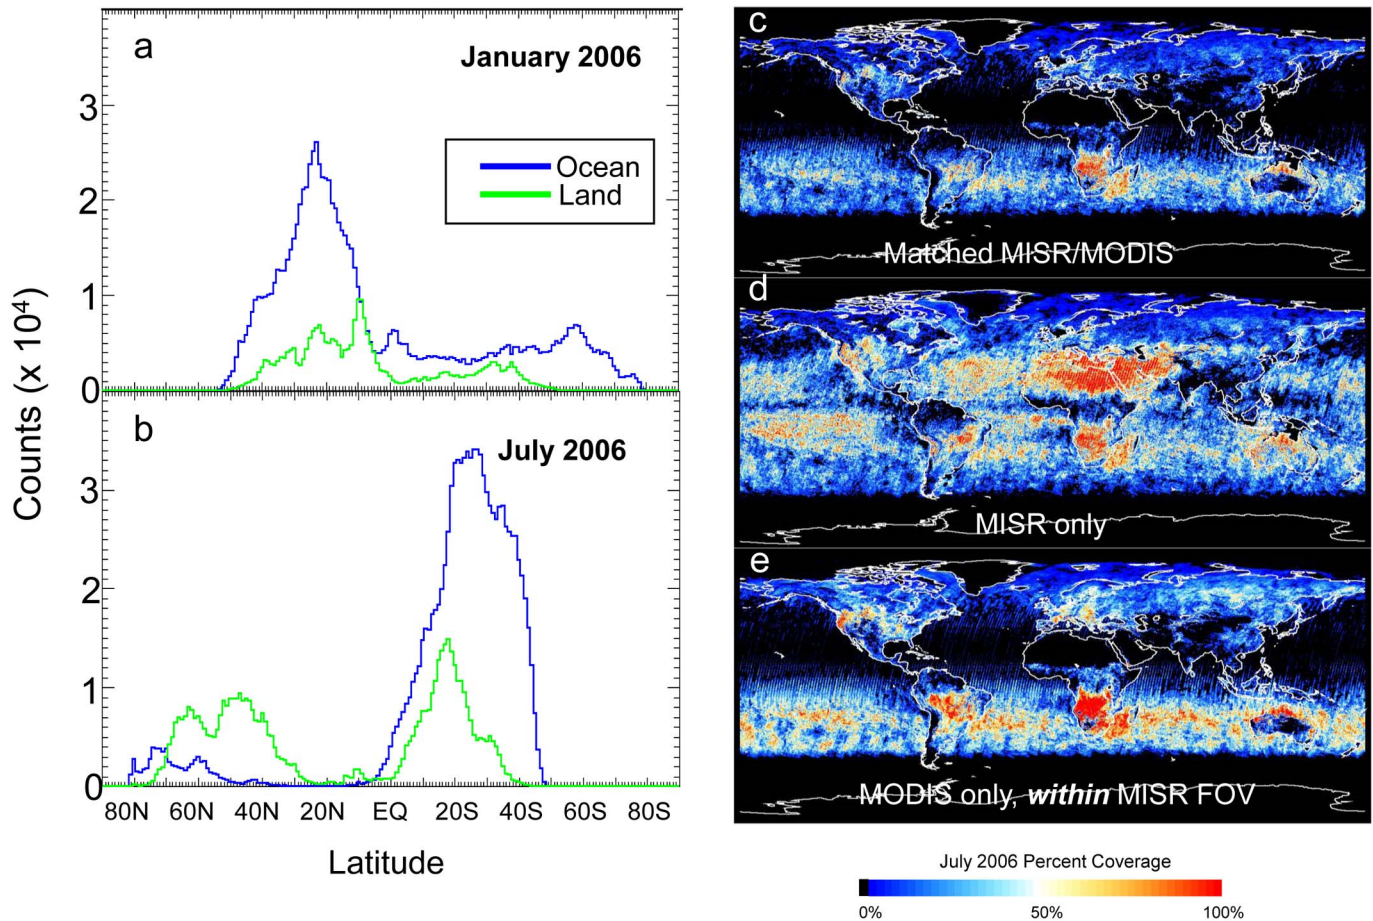 a
January 2006
Ocean
Land
3
2
1
0
b
July 2006
3
2
1
0
Counts (x 10⁴)
80N 60N 40N 20N EQ 20S 40S 60S 80S
Latitude
c
Matched MISR/MODIS
d
MISR only
e
MODIS only, within MISR FOV
July 2006 Percent Coverage
0% 50% 100%